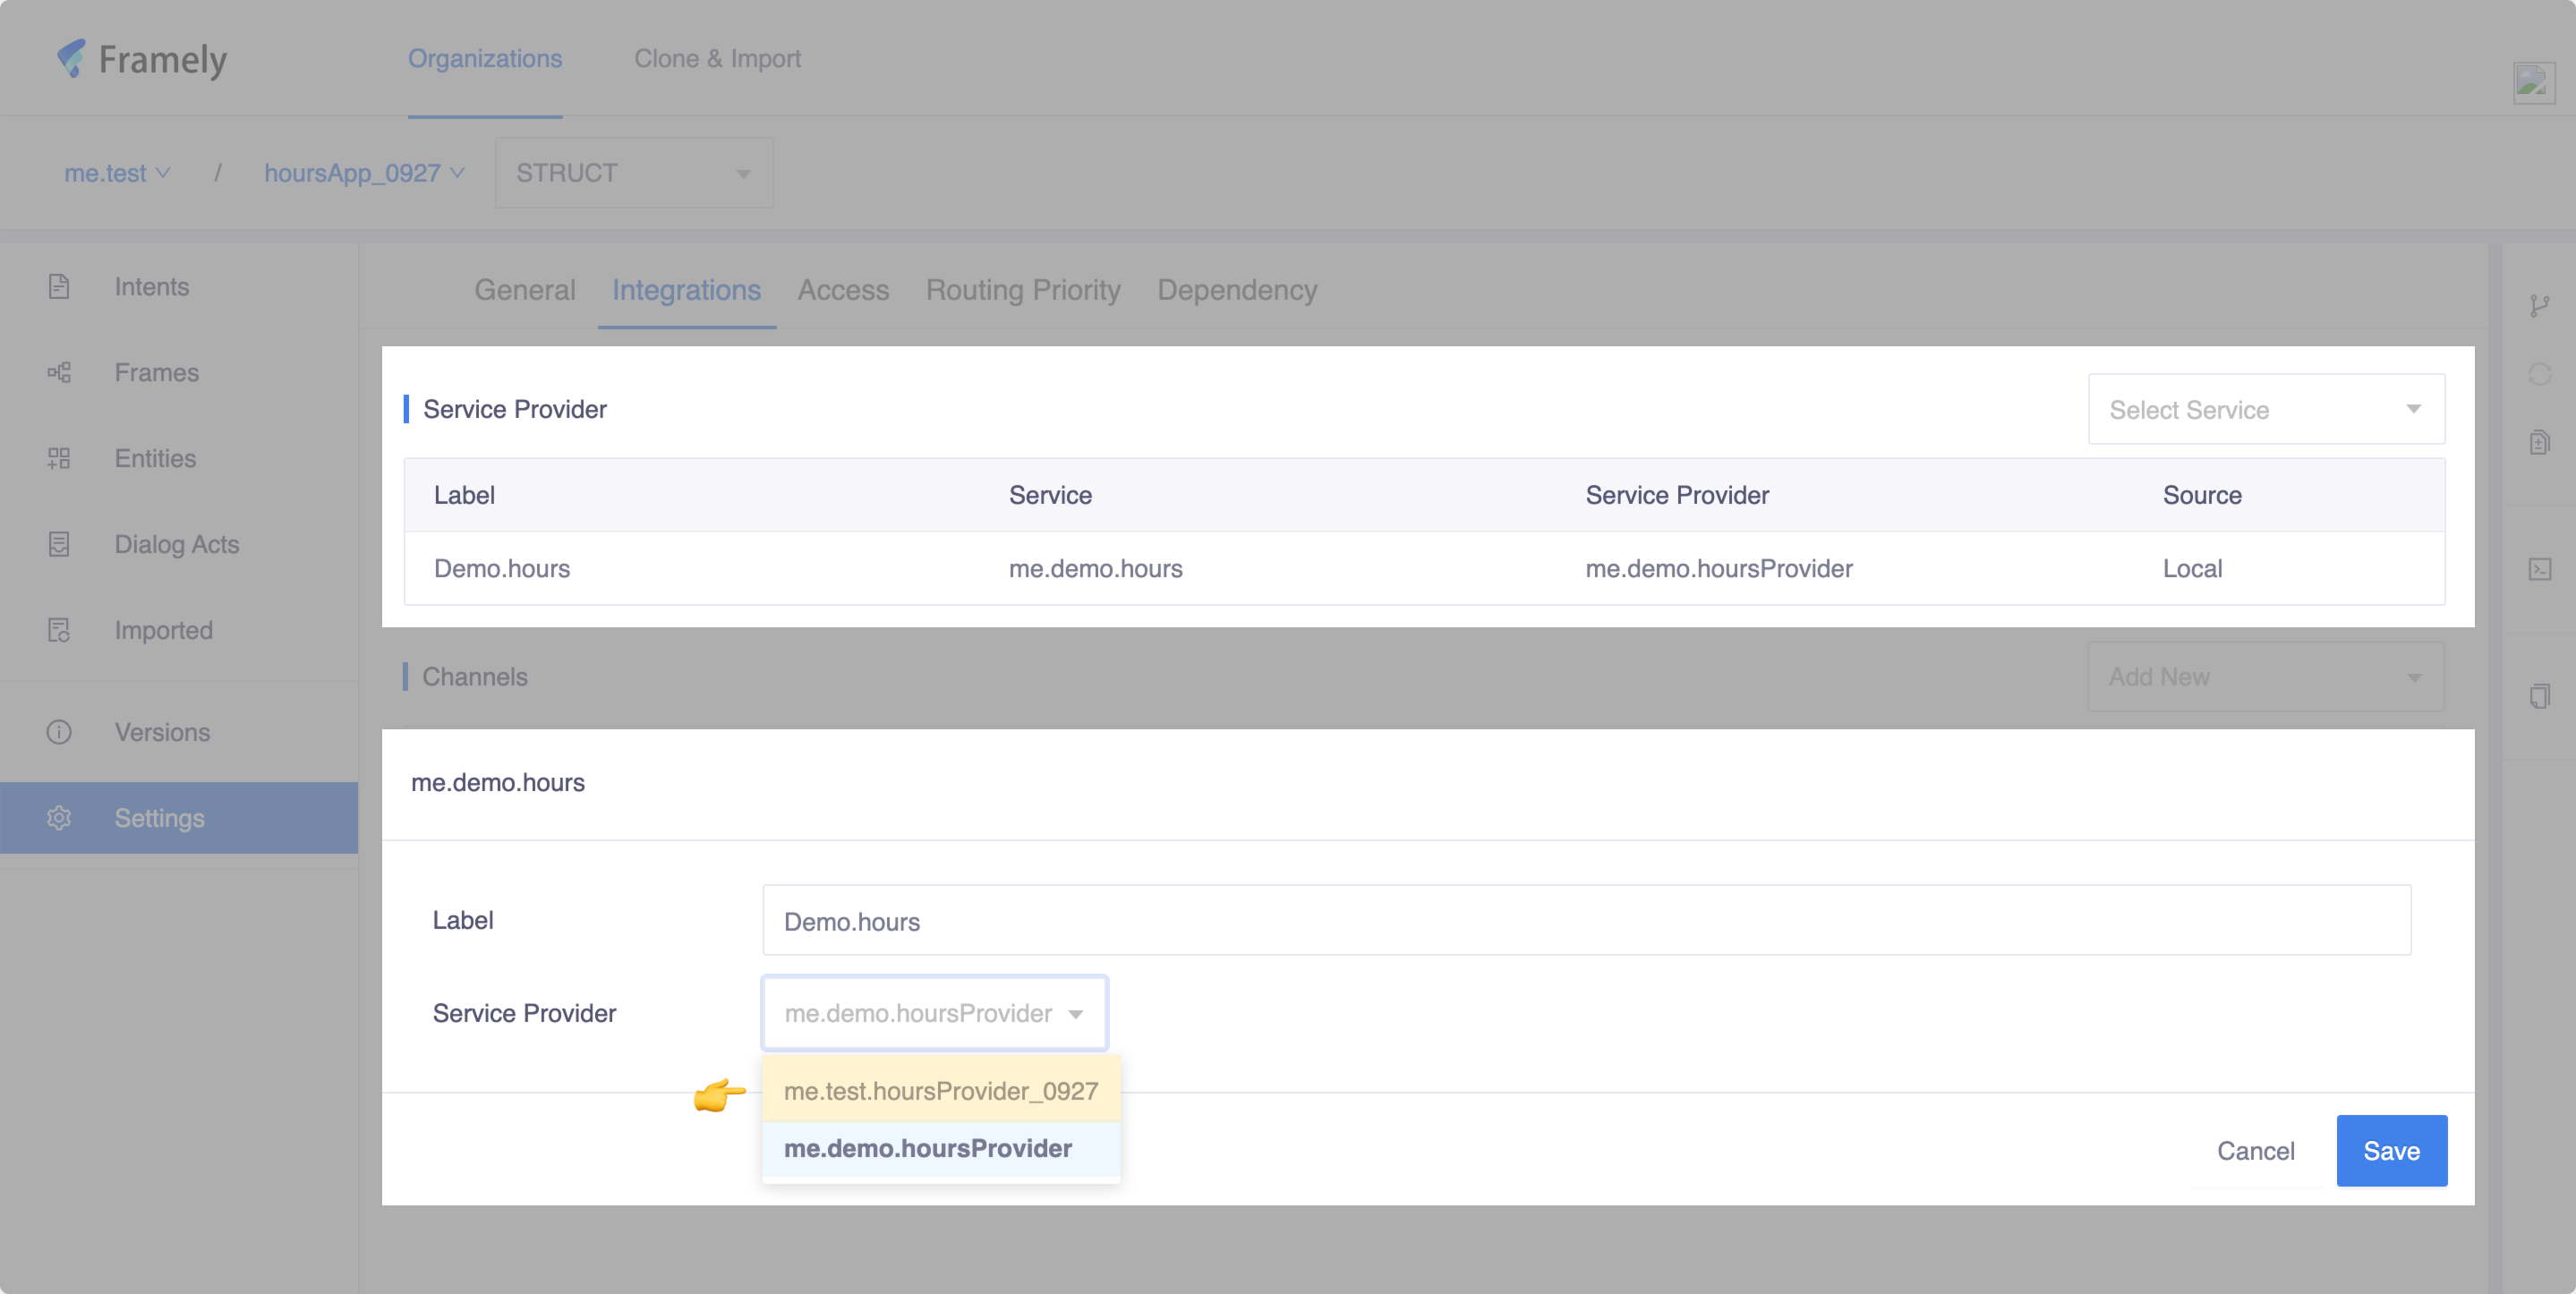 Framely
Organizations
Clone & Import
me.test / hoursApp_0927 STRUCT
Intents
Frames
Entities
Dialog Acts
Imported
Versions
Settings
General Integrations Access Routing Priority Dependency
Service Provider
Select Service
Label Service Service Provider Source
Demo.hours me.demo.hours me.demo.hoursProvider Local
Channels
Add New
me.demo.hours
Label
Demo.hours
Service Provider
me.demo.hoursProvider
me.test.hoursProvider_0927
me.demo.hoursProvider
Cancel
Save